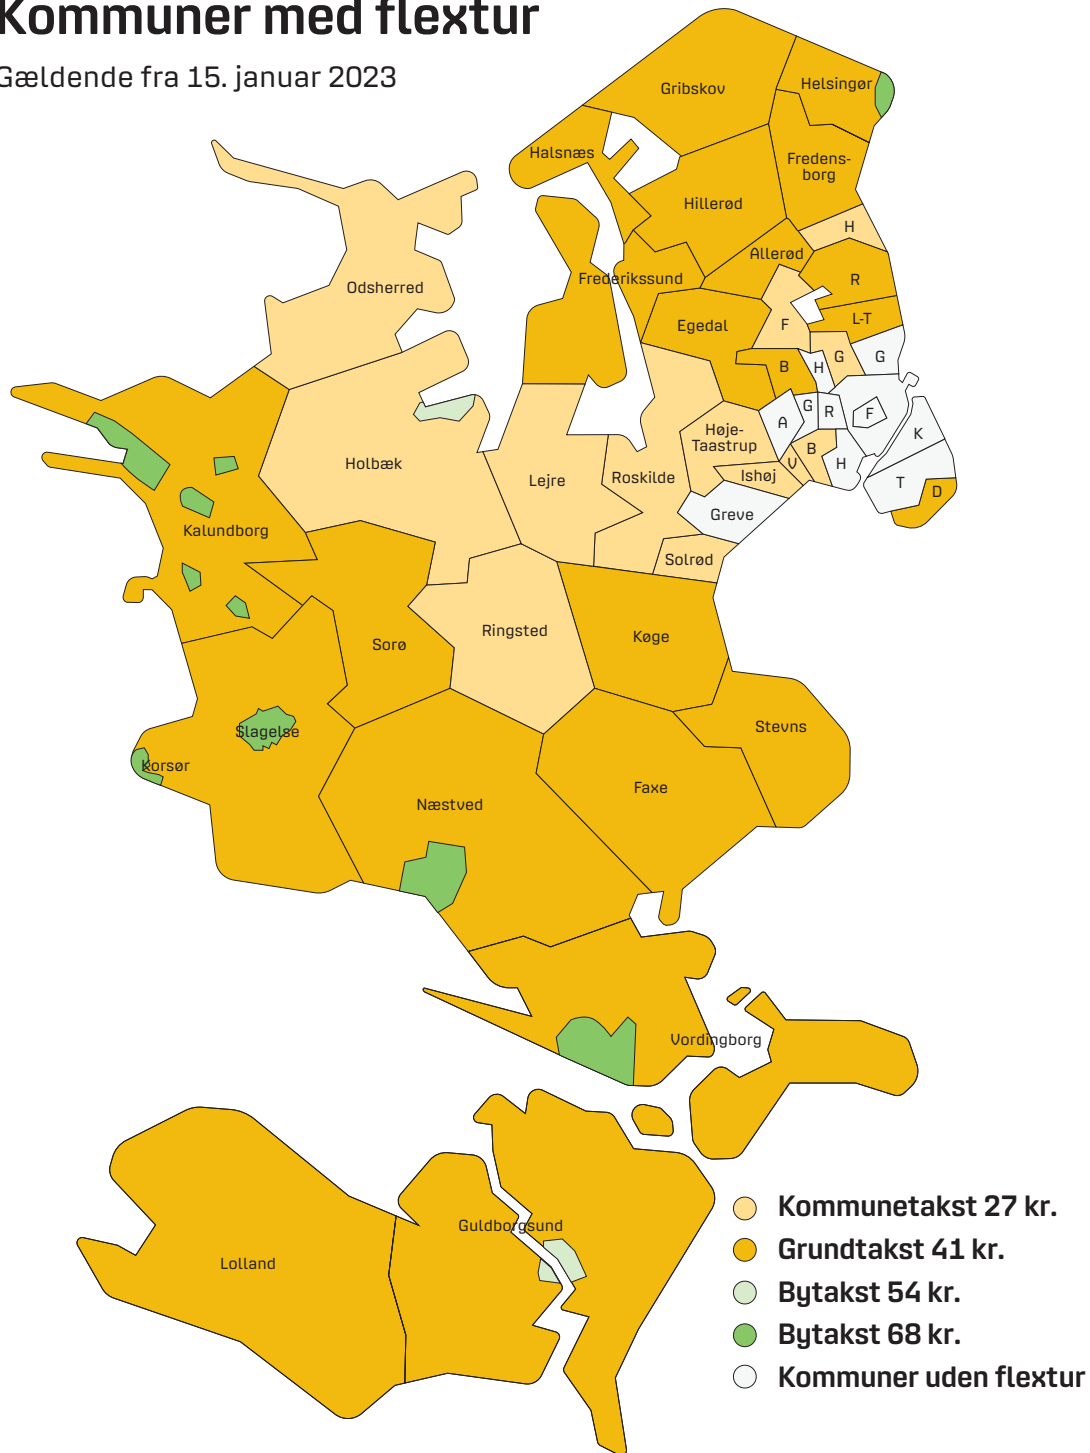 Kommuner med flextur
Gældende fra 15. januar 2023
Gribskov
Helsingør
Halsnæs
Fredens-
borg
Hillerød
H
Allerød
Frederikssund
R
Odsherred
L-T
Egedal
F
G
G
B
H
G
R
F
A
K
Høje-
Taastrup
B
V
H
Holbæk
Lejre
Roskilde
Ishøj
T
D
Greve
Kalundborg
Solrød
Ringsted
Køge
Sorø
Stevns
Slagelse
Korsør
Faxe
Næstved
Vordingborg
Guldborgsund
Lolland
Kommunetakst 27 kr.
Grundtakst 41 kr.
Bytakst 54 kr.
Bytakst 68 kr.
Kommuner uden flextur